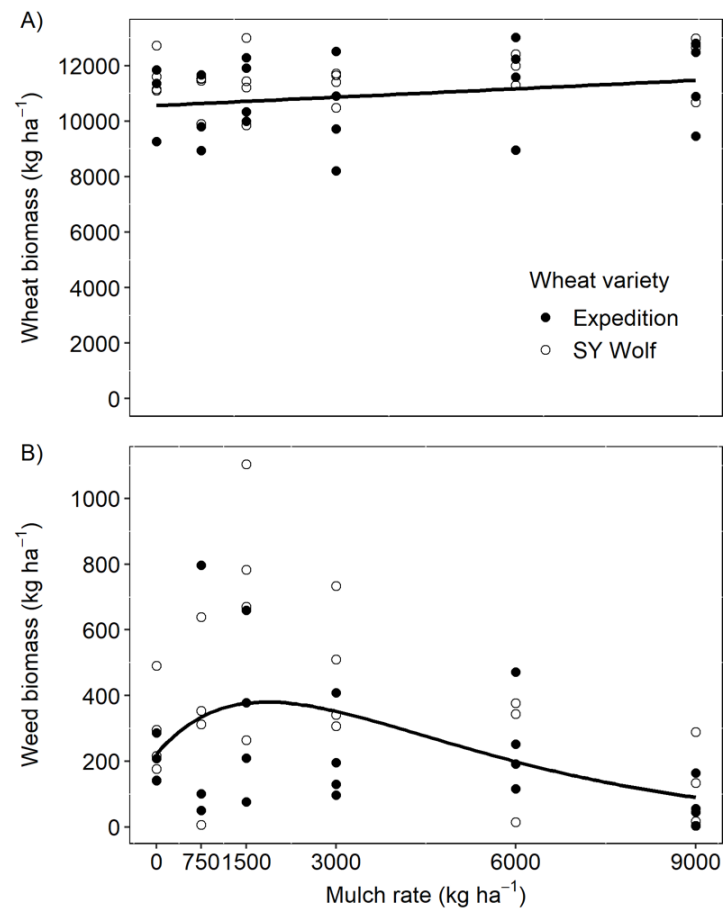 A)
Wheat biomass (kg ha⁻¹)
12000
10000
8000
6000
4000
2000
0
Wheat variety
Expedition
SY Wolf
B)
Weed biomass (kg ha⁻¹)
1000
800
600
400
200
0
0 750 1500 3000 6000 9000
Mulch rate (kg ha⁻¹)